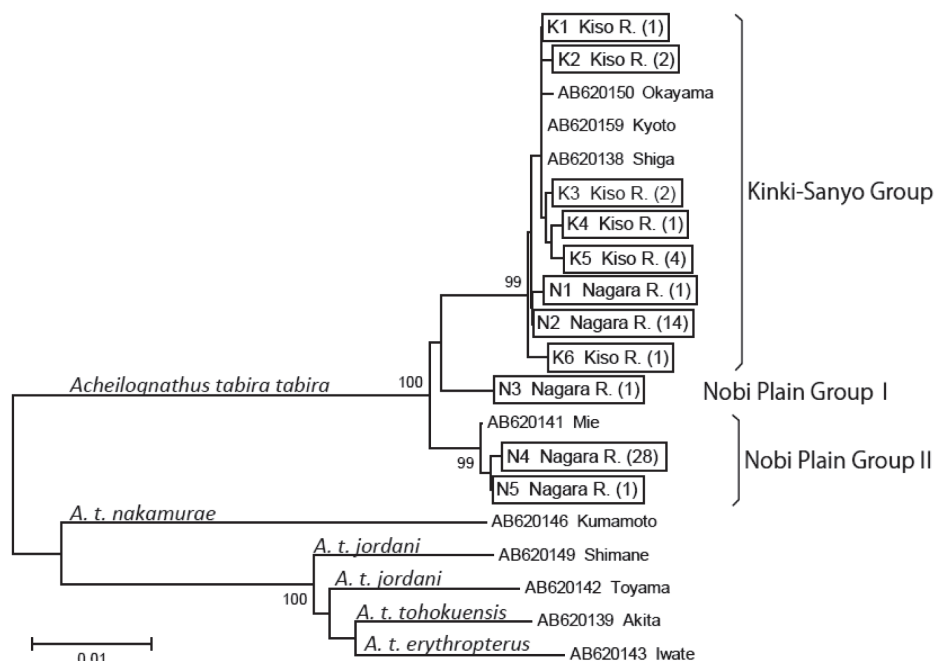 K1 Kiso R. (1)
K2 Kiso R. (2)
AB620150 Okayama
AB620159 Kyoto
AB620138 Shiga
K3 Kiso R. (2)
Kinki-Sanyo Group
K4 Kiso R. (1)
K5 Kiso R. (4)
99
N1 Nagara R. (1)
N2 Nagara R. (14)
K6 Kiso R. (1)
Acheilognathus tabira tabira
100
N3 Nagara R. (1)
Nobi Plain Group I
AB620141 Mie
99
N4 Nagara R. (28)
Nobi Plain Group II
N5 Nagara R. (1)
A. t. nakamurae
AB620146 Kumamoto
A. t. jordani
AB620149 Shimane
A. t. jordani
AB620142 Toyama
100
A. t. tohokuensis
AB620139 Akita
A. t. erythropterus
AB620143 Iwate
0.01